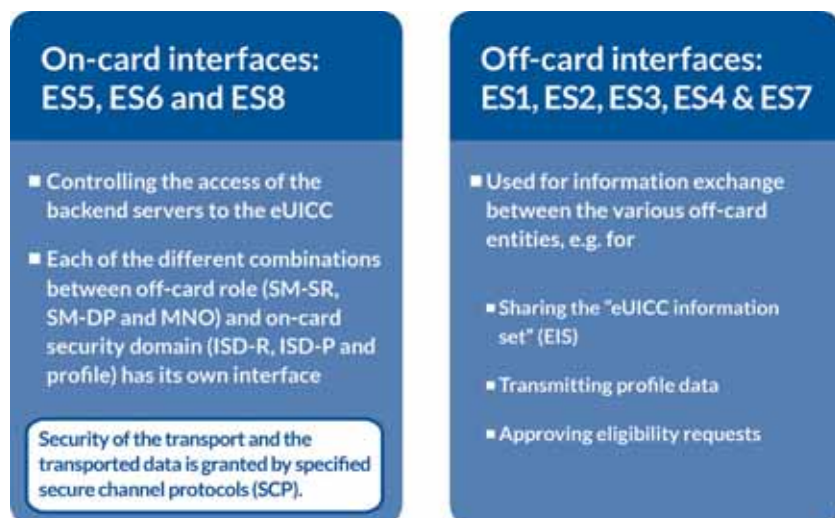 On-card interfaces:
ES5, ES6 and ES8
■ Controlling the access of the
backend servers to the eUICC
■ Each of the different combinations
between off-card role (SM-SR,
SM-DP and MNO) and on-card
security domain (ISD-R, ISD-P and
profile) has its own interface
Security of the transport and the
transported data is granted by specified
secure channel protocols (SCP).
Off-card interfaces:
ES1, ES2, ES3, ES4 & ES7
■ Used for information exchange
between the various off-card
entities, e.g. for
■ Sharing the "eUICC information
set" (EIS)
■ Transmitting profile data
■ Approving eligibility requests